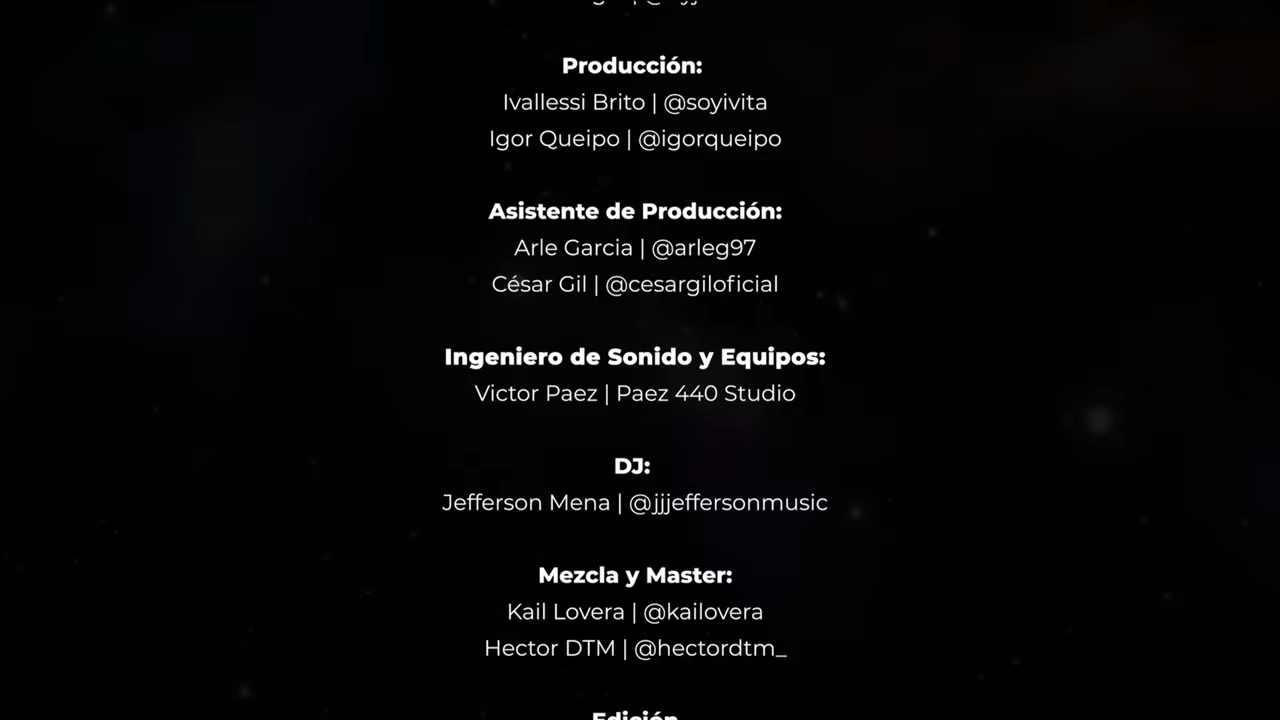 Producción:
Ivallessi Brito | @soyivita
Igor Queipo | @igorqueipo
Asistente de Producción:
Arle Garcia | @arleg97
César Gil | @cesargiloficial
Ingeniero de Sonido y Equipos:
Victor Paez | Paez 440 Studio
DJ:
Jefferson Mena | @jjjeffersonmusic
Mezcla y Master:
Kail Lovera | @kailovera
Hector DTM | @hectordtm_
Edición